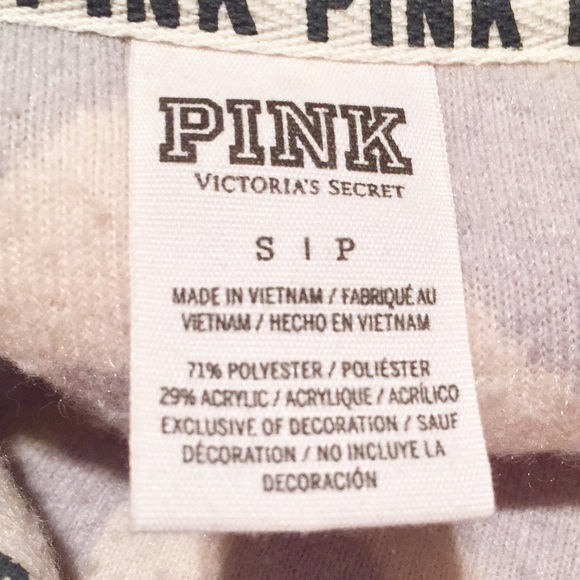 PINK PINK PINK
PINK
VICTORIA'S SECRET
S | P
MADE IN VIETNAM / FABRIQUÉ AU
VIETNAM / HECHO EN VIETNAM
71% POLYESTER / POLIÉSTER
29% ACRYLIC / ACRYLIQUE / ACRÍLICO
EXCLUSIVE OF DECORATION / SAUF
DÉCORATION / NO INCLUYE LA
DECORACIÓN